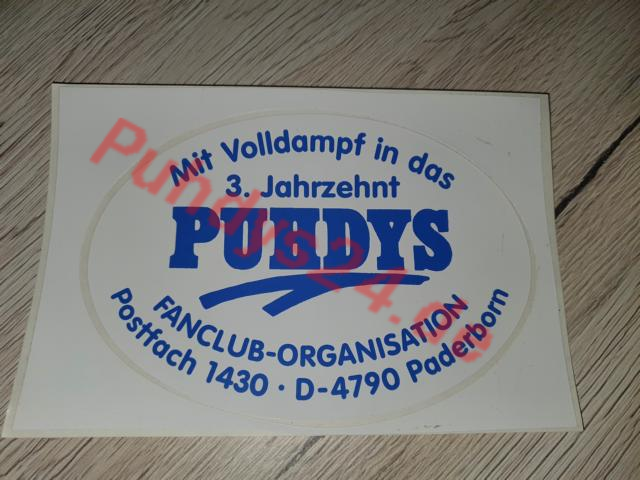 Mit Volldampf in das
3. Jahrzehnt
PUHDYS
FANCLUB-ORGANISATION
Postfach 1430 · D-4790 Paderborn
Puhdys24.de